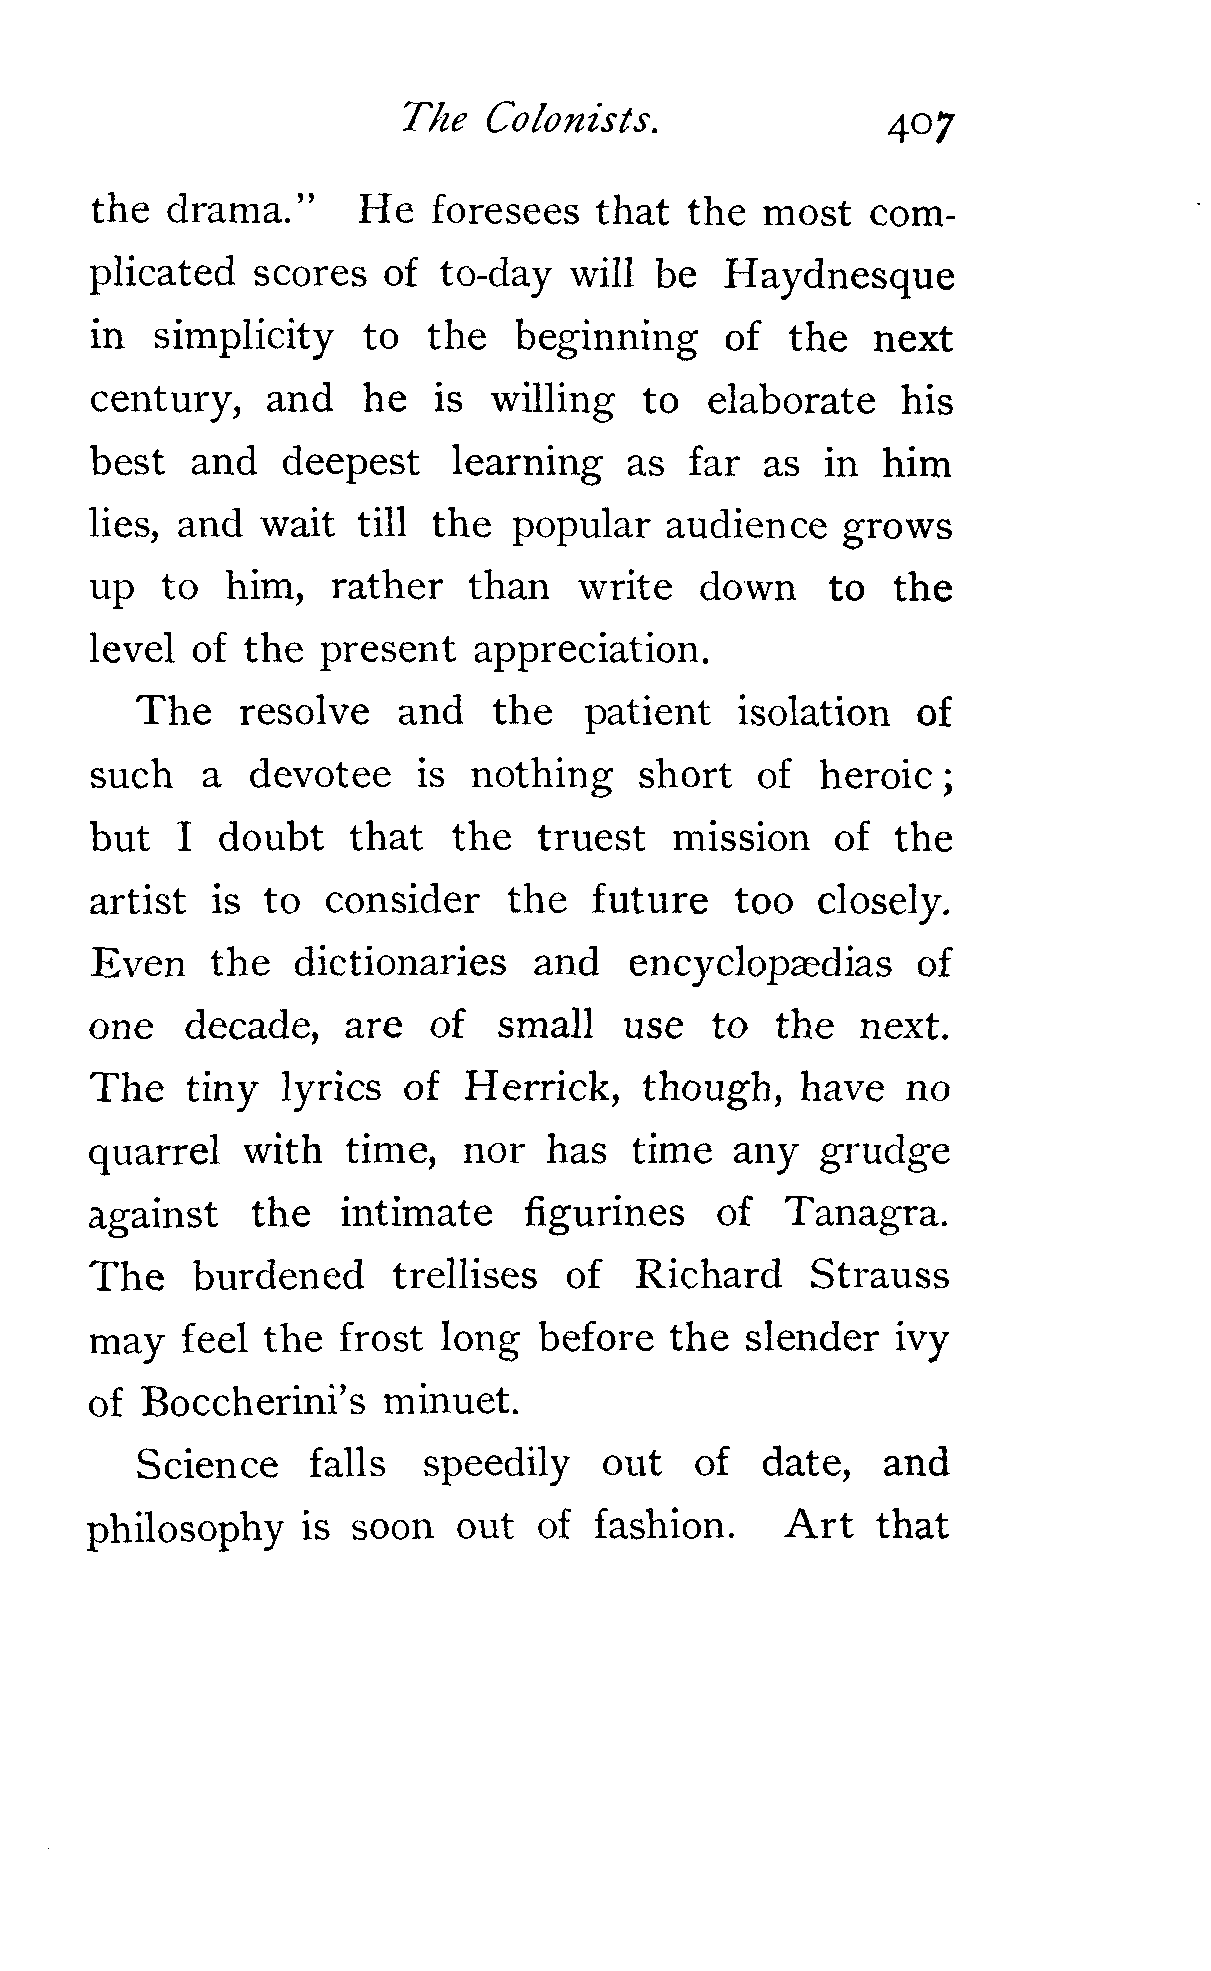 The Colonists. 407
the drama." He foresees that the most com-
plicated scores of to-day will be Haydnesque
in simplicity to the beginning of the next
century, and he is willing to elaborate his
best and deepest learning as far as in him
lies, and wait till the popular audience grows
up to him, rather than write down to the
level of the present appreciation.
The resolve and the patient isolation of
such a devotee is nothing short of heroic;
but I doubt that the truest mission of the
artist is to consider the future too closely.
Even the dictionaries and encyclopædias of
one decade, are of small use to the next.
The tiny lyrics of Herrick, though, have no
quarrel with time, nor has time any grudge
against the intimate figurines of Tanagra.
The burdened trellises of Richard Strauss
may feel the frost long before the slender ivy
of Boccherini's minuet.
Science falls speedily out of date, and
philosophy is soon out of fashion. Art that